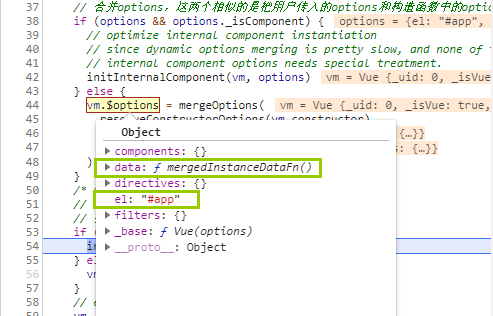 37 // 合并options，这两个相似的是把用户传入的options和构造函数中的optio
38 if (options && options._isComponent) { options = {el: "#app",
39 // optimize internal component instantiation
40 // since dynamic options merging is pretty slow, and none of
41 // internal component options needs special treatment.
42 initInternalComponent(vm, options) vm = Vue {_uid: 0, _isV
43 } else {
44 vm.$options = mergeOptions( vm = Vue {_uid: 0, _isVue: true,
45
Object
46 {…}}
components: {}
47 : {…}}
data: ƒ mergedInstanceDataFn()
48 )
directives: {}
49 }
el: "#app"
50 /*
51 //
filters: {}
52 //
_base: ƒ Vue(options)
53 if (
__proto__: Object
54 in
55 } el
56 v
57 }
58 // e
59 vm